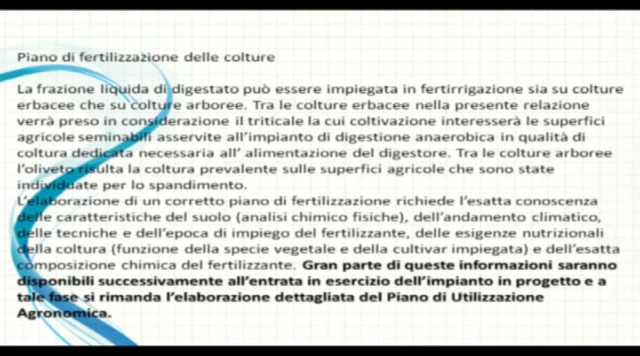 Piano di fertilizzazione delle colture
La frazione liquida di digestato può essere impiegata in fertirrigazione sia su colture
erbacee che su colture arboree. Tra le colture erbacee nella presente relazione
verrà preso in considerazione il triticale la cui coltivazione interesserà le superfici
agricole seminabili asservite all'impianto di digestione anaerobica in qualità di
coltura dedicata necessaria all' alimentazione del digestore. Tra le colture arboree
l'oliveto risulta la coltura prevalente sulle superfici agricole che sono state
individuate per lo spandimento.
L'elaborazione di un corretto piano di fertilizzazione richiede l'esatta conoscenza
delle caratteristiche del suolo (analisi chimico fisiche), dell'andamento climatico,
delle tecniche e dell'epoca di impiego del fertilizzante, delle esigenze nutrizionali
della coltura (funzione della specie vegetale e della cultivar impiegata) e dell'esatta
composizione chimica del fertilizzante. Gran parte di queste informazioni saranno
disponibili successivamente all'entrata in esercizio dell'impianto in progetto e a
tale fase si rimanda l'elaborazione dettagliata del Piano di Utilizzazione
Agronomica.